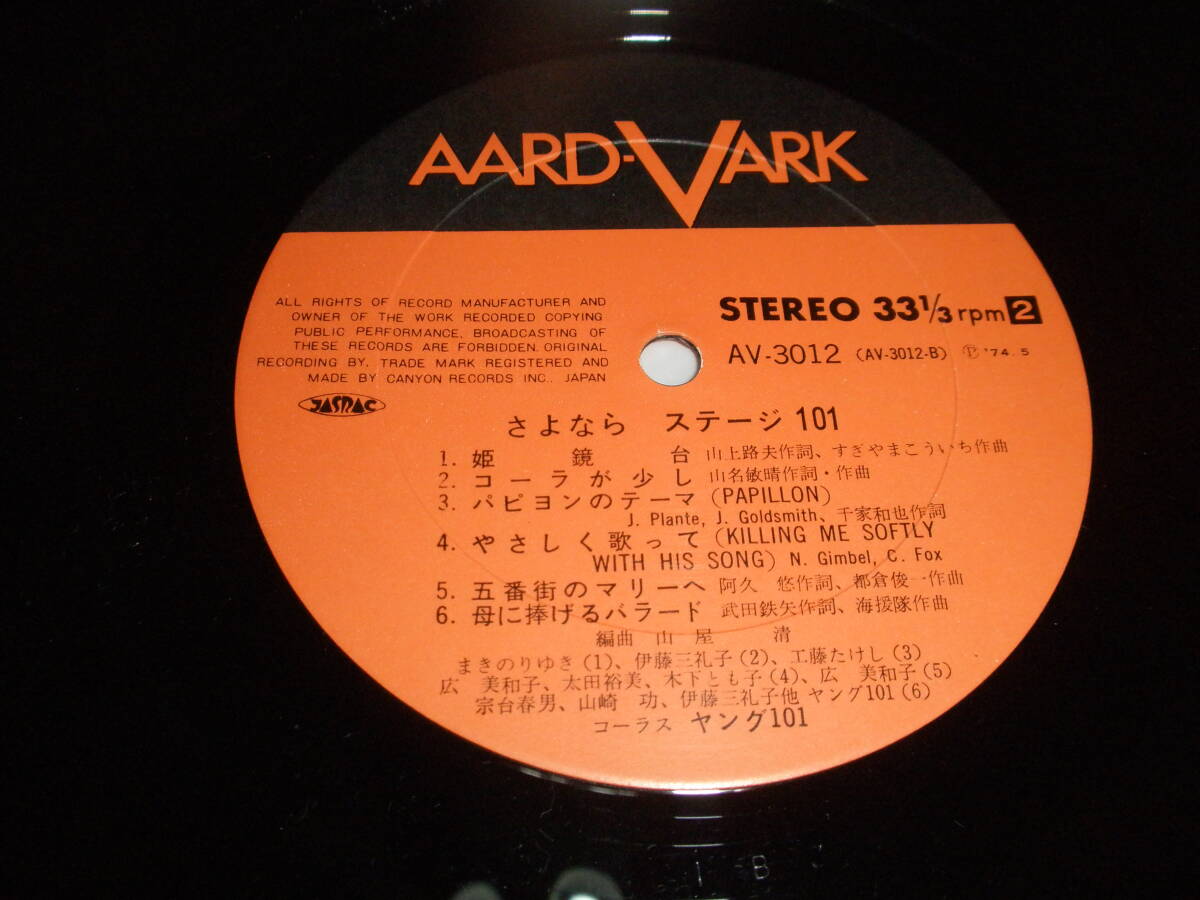 AARD-VARK
ALL RIGHTS OF RECORD MANUFACTURER AND
OWNER OF THE WORK RECORDED COPYING
PUBLIC PERFORMANCE, BROADCASTING OF
THESE RECORDS ARE FORBIDDEN. ORIGINAL
RECORDING BY. TRADE MARK REGISTERED AND
MADE BY CANYON RECORDS INC., JAPAN
JASRAC
STEREO 33 1/3 rpm 2
AV-3012 (AV-3012-B) Ⓟ '74. 5
さよなら ステージ 101
1. 姫鏡台 山上路夫作詞、すぎやまこういち作曲
2. コーラが少し 山名敏晴作詞・作曲
3. パピヨンのテーマ (PAPILLON)
J. Plante, J. Goldsmith、千家和也作詞
4. やさしく歌って (KILLING ME SOFTLY
WITH HIS SONG) N. Gimbel, C. Fox
5. 五番街のマリーへ 阿久 悠作詞、都倉俊一作曲
6. 母に捧げるバラード 武田鉄矢作詞、海援隊作曲
編曲 山屋 清
まきのりゆき(1)、伊藤三礼子(2)、工藤たけし(3)
広 美和子、太田裕美、木下とも子(4)、広 美和子(5)
宗台春男、山崎 功、伊藤三礼子他 ヤング101(6)
コーラス ヤング101
1 B 7